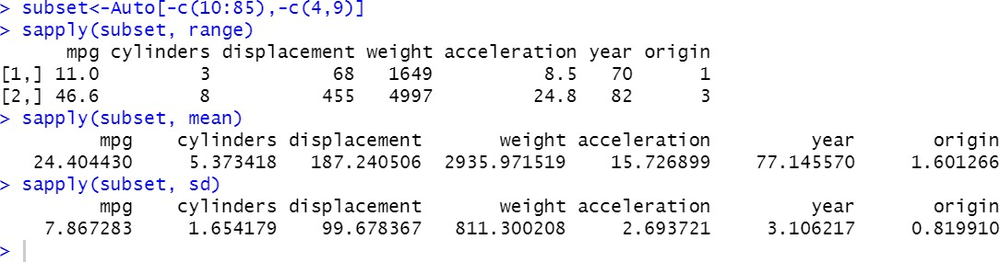 > subset<-Auto[-c(10:85),-c(4,9)]
> sapply(subset, range)
mpg cylinders displacement weight acceleration year origin
[1,] 11.0 3 68 1649 8.5 70 1
[2,] 46.6 8 455 4997 24.8 82 3
> sapply(subset, mean)
mpg cylinders displacement weight acceleration year origin
24.404430 5.373418 187.240506 2935.971519 15.726899 77.145570 1.601266
> sapply(subset, sd)
mpg cylinders displacement weight acceleration year origin
7.867283 1.654179 99.678367 811.300208 2.693721 3.106217 0.819910
>